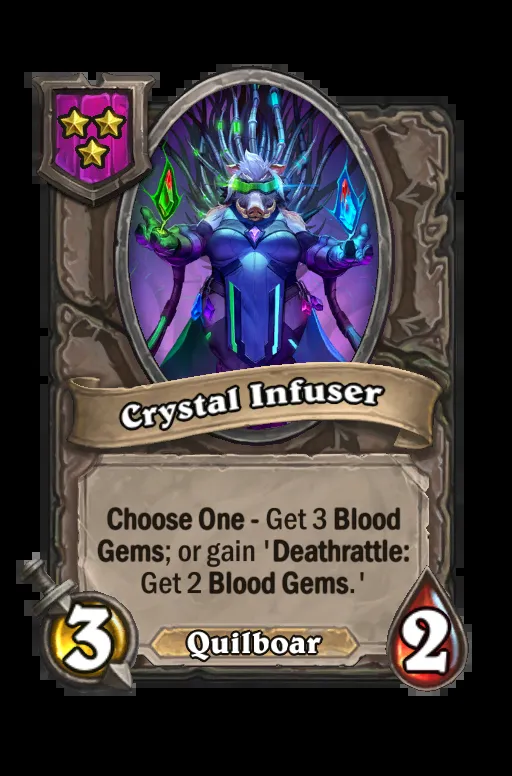 Crystal Infuser
Choose One - Get 3 Blood
Gems; or gain 'Deathrattle:
Get 2 Blood Gems.'
3
Quilboar
2